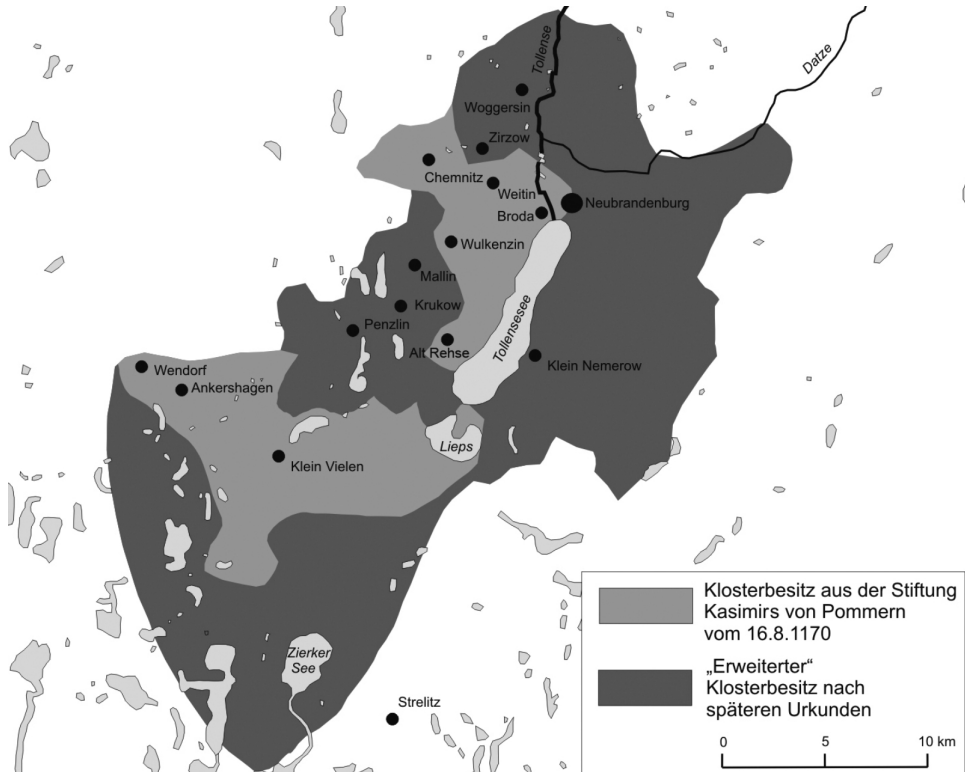 Tollense
Datze
Woggersin
Zirzow
Chemnitz
Weitin
Broda
Neubrandenburg
Wulkenzin
Mallin
Krukow
Penzlin
Alt Rehse
Tollensesee
Klein Nemerow
Wendorf
Ankershagen
Lieps
Klein Vielen
Zierker
See
Strelitz
Klosterbesitz aus der Stiftung
Kasimirs von Pommern
vom 16.8.1170
„Erweiterter“
Klosterbesitz nach
späteren Urkunden
0 5 10 km